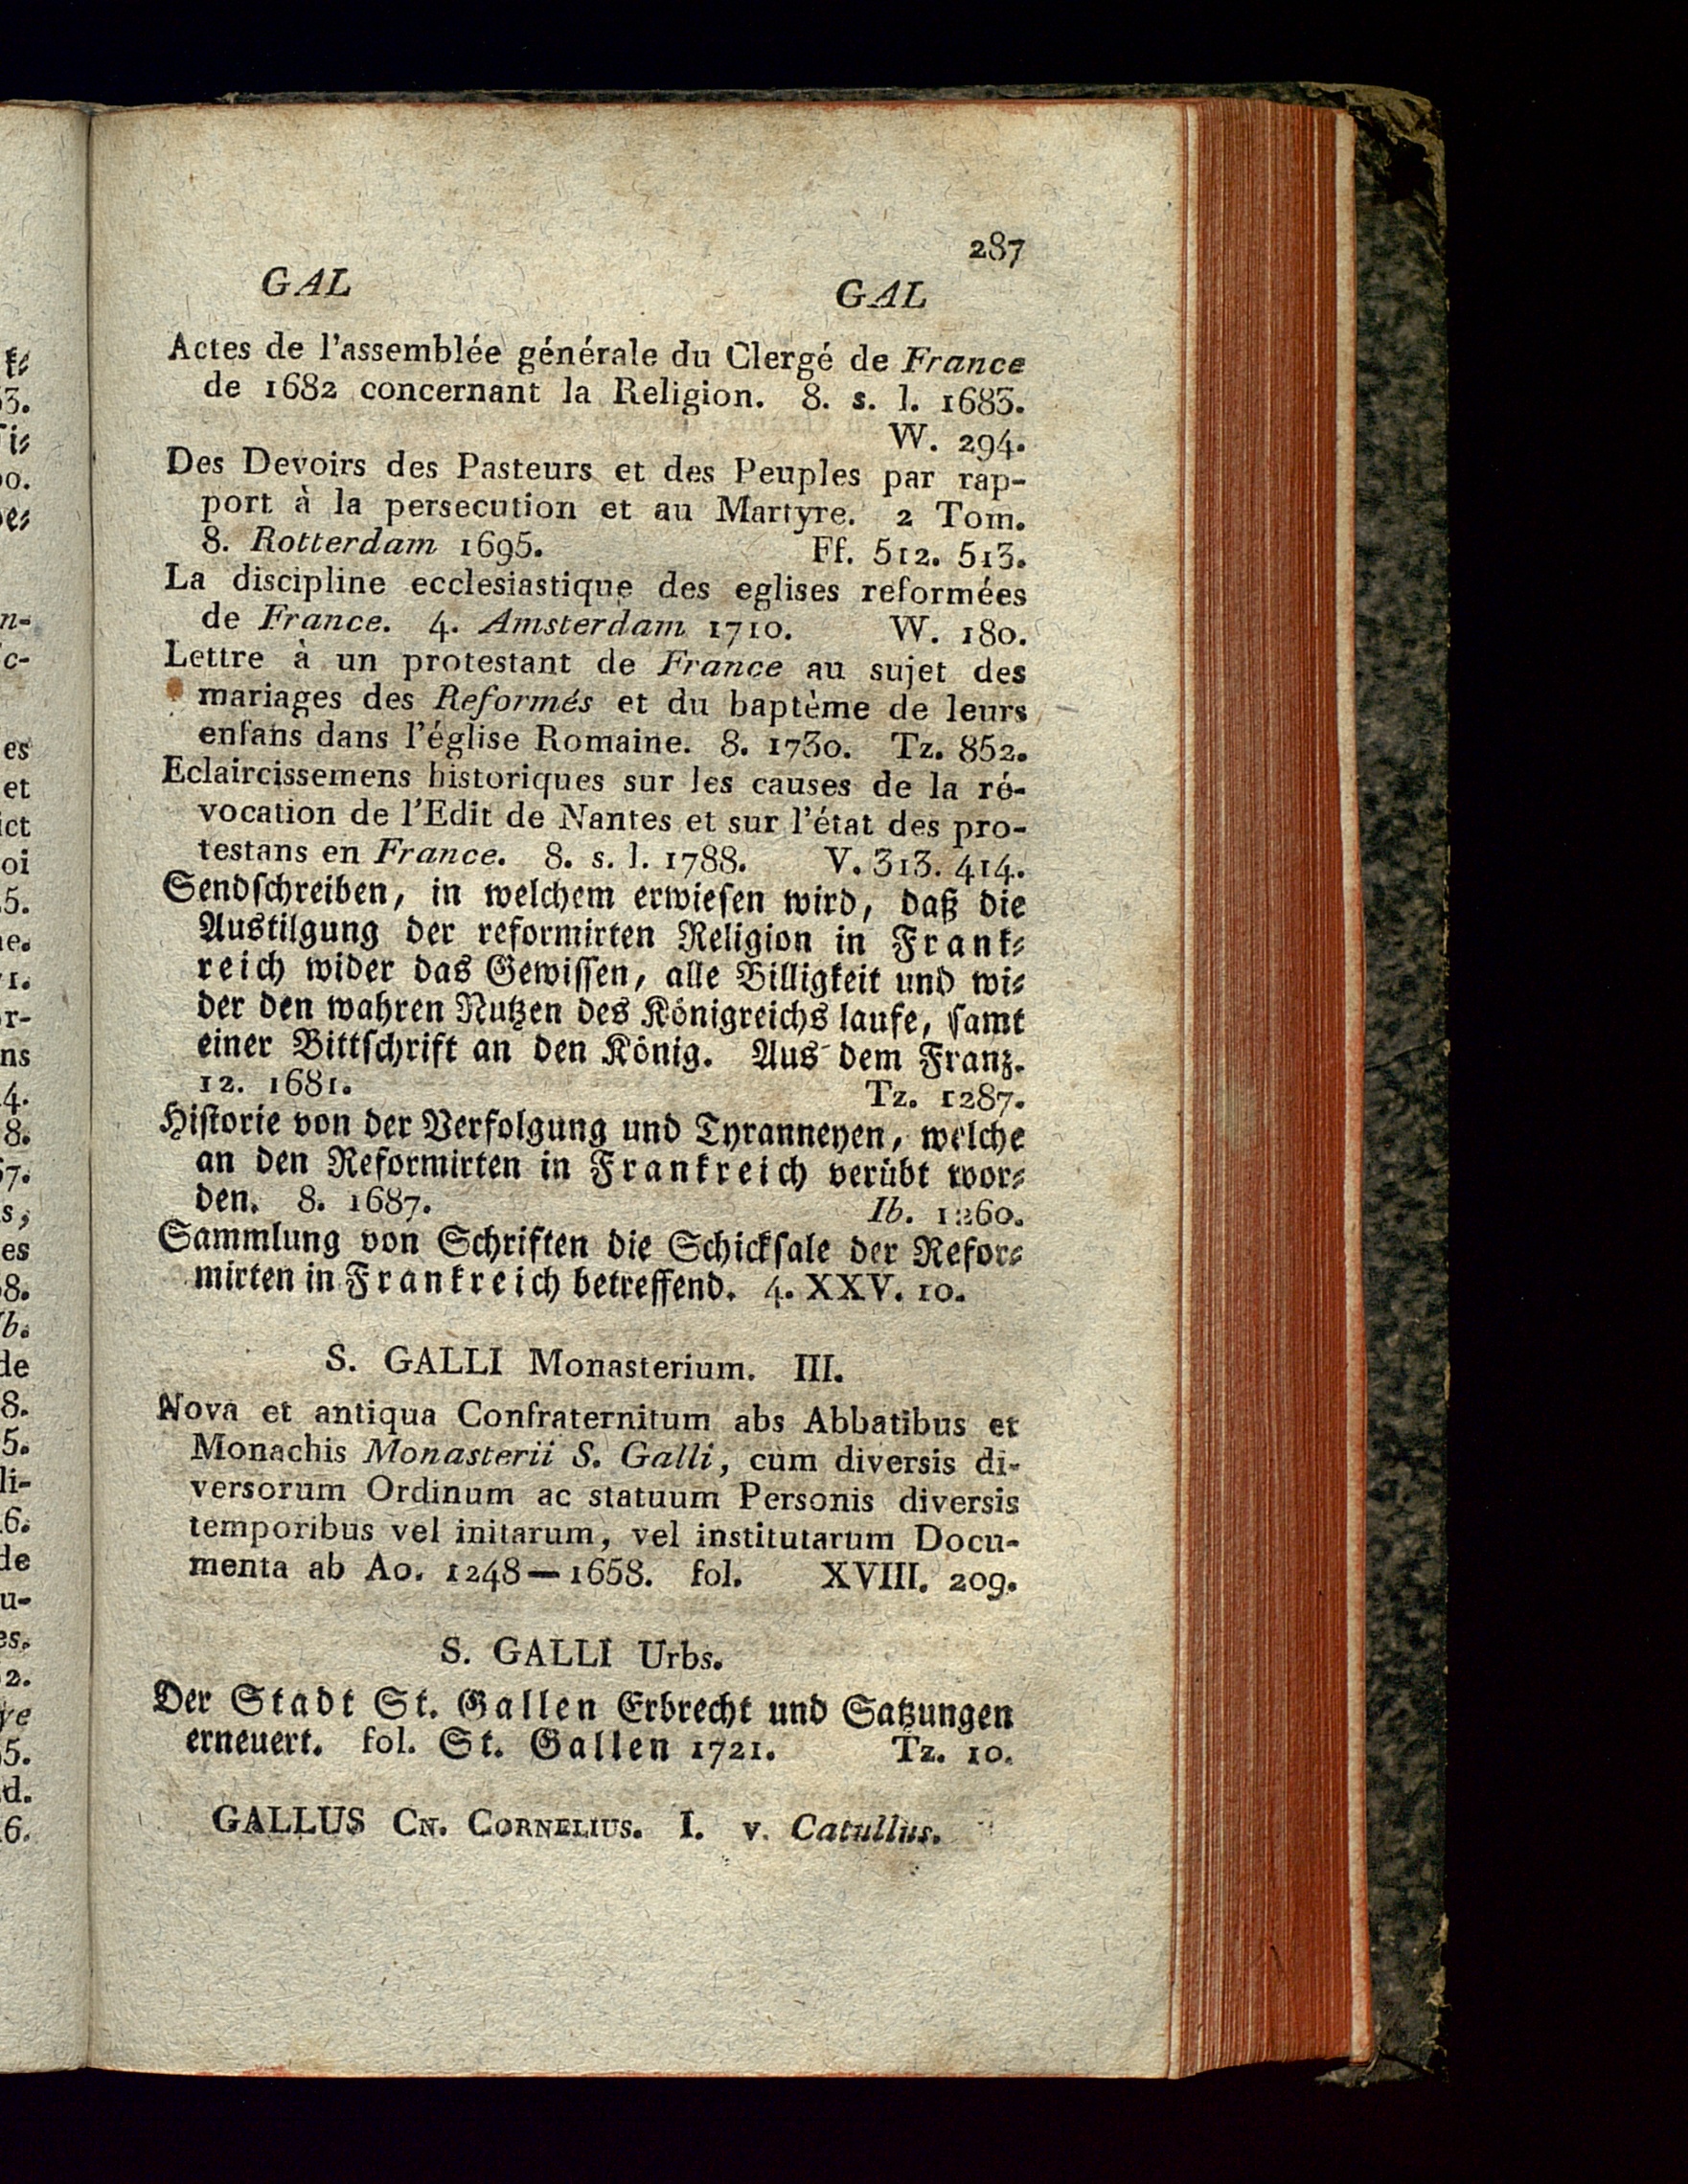 287
GAL GAL
Actes de l'assemblée générale du Clergé de France
de 1682 concernant la Religion. 8. s. l. 1683.
W. 294.
Des Devoirs des Pasteurs et des Peuples par rap-
port à la persecution et au Martyre. 2 Tom.
8. Rotterdam 1695. Ff. 512. 513.
La discipline ecclesiastique des eglises reformées
de France. 4. Amsterdam 1710. W. 180.
Lettre à un protestant de France au sujet des
mariages des Reformés et du baptème de leurs
enfans dans l'église Romaine. 8. 1730. Tz. 852.
Eclaircissemens historiques sur les causes de la ré-
vocation de l'Edit de Nantes et sur l'état des pro-
testans en France. 8. s. l. 1788. V. 313. 414.
Sendschreiben, in welchem erwiesen wird, daß die
Austilgung der reformirten Religion in Frank-
reich wider das Gewissen, alle Billigkeit und wi-
der den wahren Nutzen des Königreichs laufe, samt
einer Bittschrift an den König. Aus dem Franz.
12. 1681. Tz. 1287.
Historie von der Verfolgung und Tyranneyen, welche
an den Reformirten in Frankreich verübt wor-
den. 8. 1687. Ib. 1260.
Sammlung von Schriften die Schicksale der Refor-
mirten in Frankreich betreffend. 4. XXV. 10.
S. GALLI Monasterium. III.
Nova et antiqua Confraternitum abs Abbatibus et
Monachis Monasterii S. Galli, cum diversis di-
versorum Ordinum ac statuum Personis diversis
temporibus vel initarum, vel institutarum Docu-
menta ab Ao. 1248—1658. fol. XVIII. 209.
S. GALLI Urbs.
Der Stadt St. Gallen Erbrecht und Satzungen
erneuert. fol. St. Gallen 1721. Tz. 10.
GALLUS CN. CORNELIUS. I. v. Catullus.